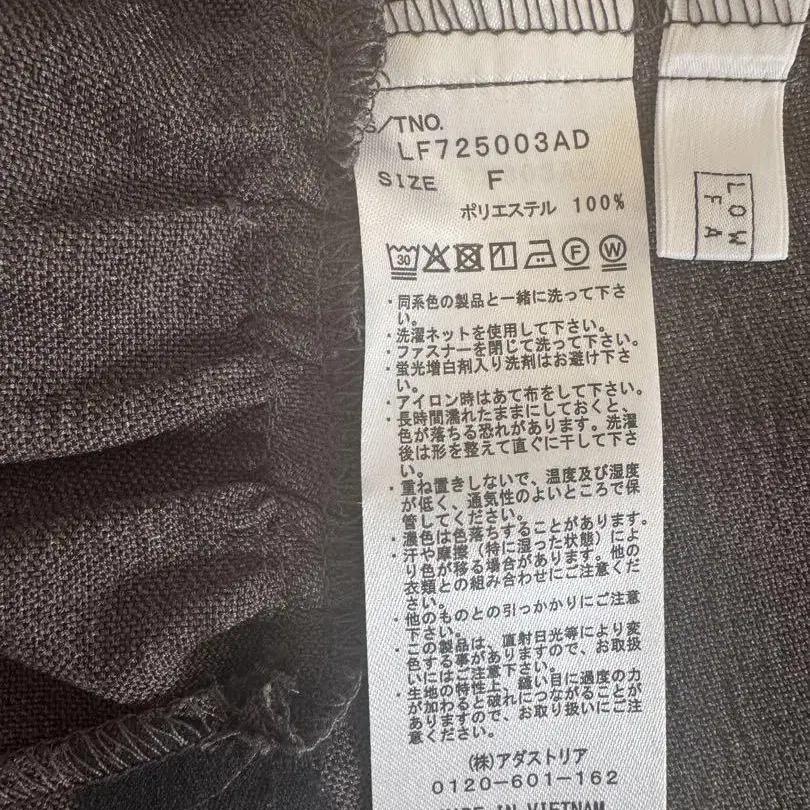 S/TNO.
LF725003AD
SIZE F
ポリエステル 100%
30
F
W
・同系色の製品と一緒に洗って下さ
い。
・洗濯ネットを使用して下さい。
・ファスナーを閉じて洗って下さい。
・蛍光増白剤入り洗剤はお避け下さ
い。
・アイロン時はあて布をして下さい。
・長時間濡れたままにしておくと、
色が落ちる恐れがあります。洗濯
後は形を整えて直ぐに干して下さ
い。
・重ね置きしないで、温度及び湿度
が低く、通気性のよいところで保
管してください。
・濃色は色落ちすることがあります。
・汗や摩擦(特に湿った状態)によ
り色が移る場合があります。他の
衣類との組み合わせにご注意くだ
さい。
・他のものとの引っかかりにご注意
下さい。
・この製品は、直射日光等により変
色する事がありますので、お取扱
いにはご注意下さい。
・生地の特性上、縫い目に過度の力
が加わると破れにつながることが
ありますので、お取り扱いにご注
意ください。
(株)アダストリア
0120-601-162
MADE IN VIETNAM
LOW
F A